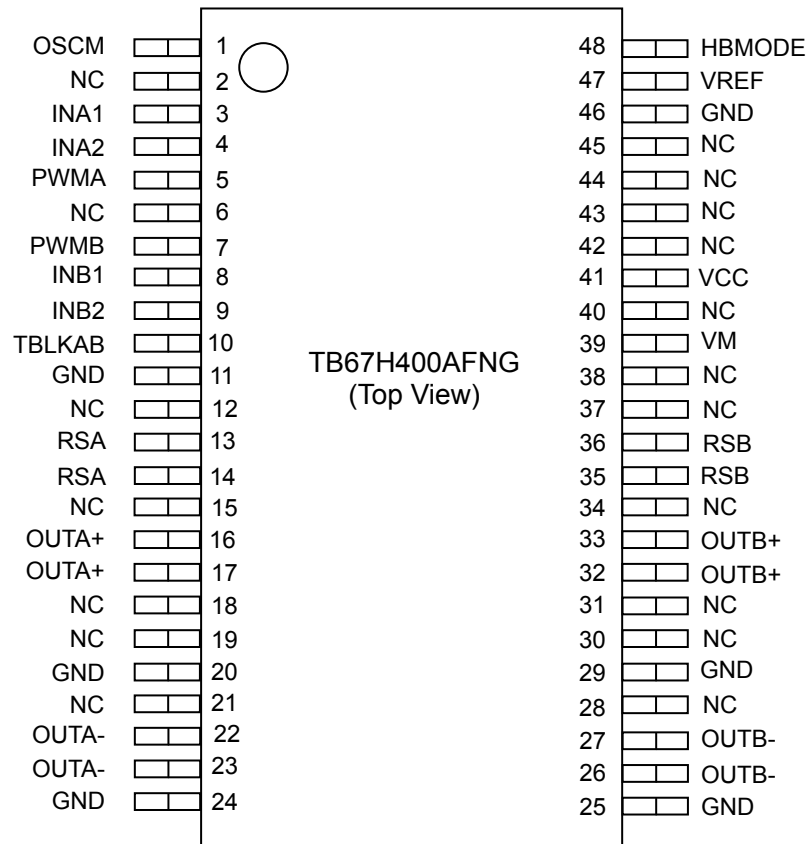 OSCM 1 48 HBMODE
NC 2 47 VREF
INA1 3 46 GND
INA2 4 45 NC
PWMA 5 44 NC
NC 6 43 NC
PWMB 7 42 NC
INB1 8 41 VCC
INB2 9 40 NC
TBLKAB 10 39 VM
GND 11 38 NC
TB67H400AFNG
(Top View)
NC 12 37 NC
RSA 13 36 RSB
RSA 14 35 RSB
NC 15 34 NC
OUTA+ 16 33 OUTB+
OUTA+ 17 32 OUTB+
NC 18 31 NC
NC 19 30 NC
GND 20 29 GND
NC 21 28 NC
OUTA- 22 27 OUTB-
OUTA- 23 26 OUTB-
GND 24 25 GND